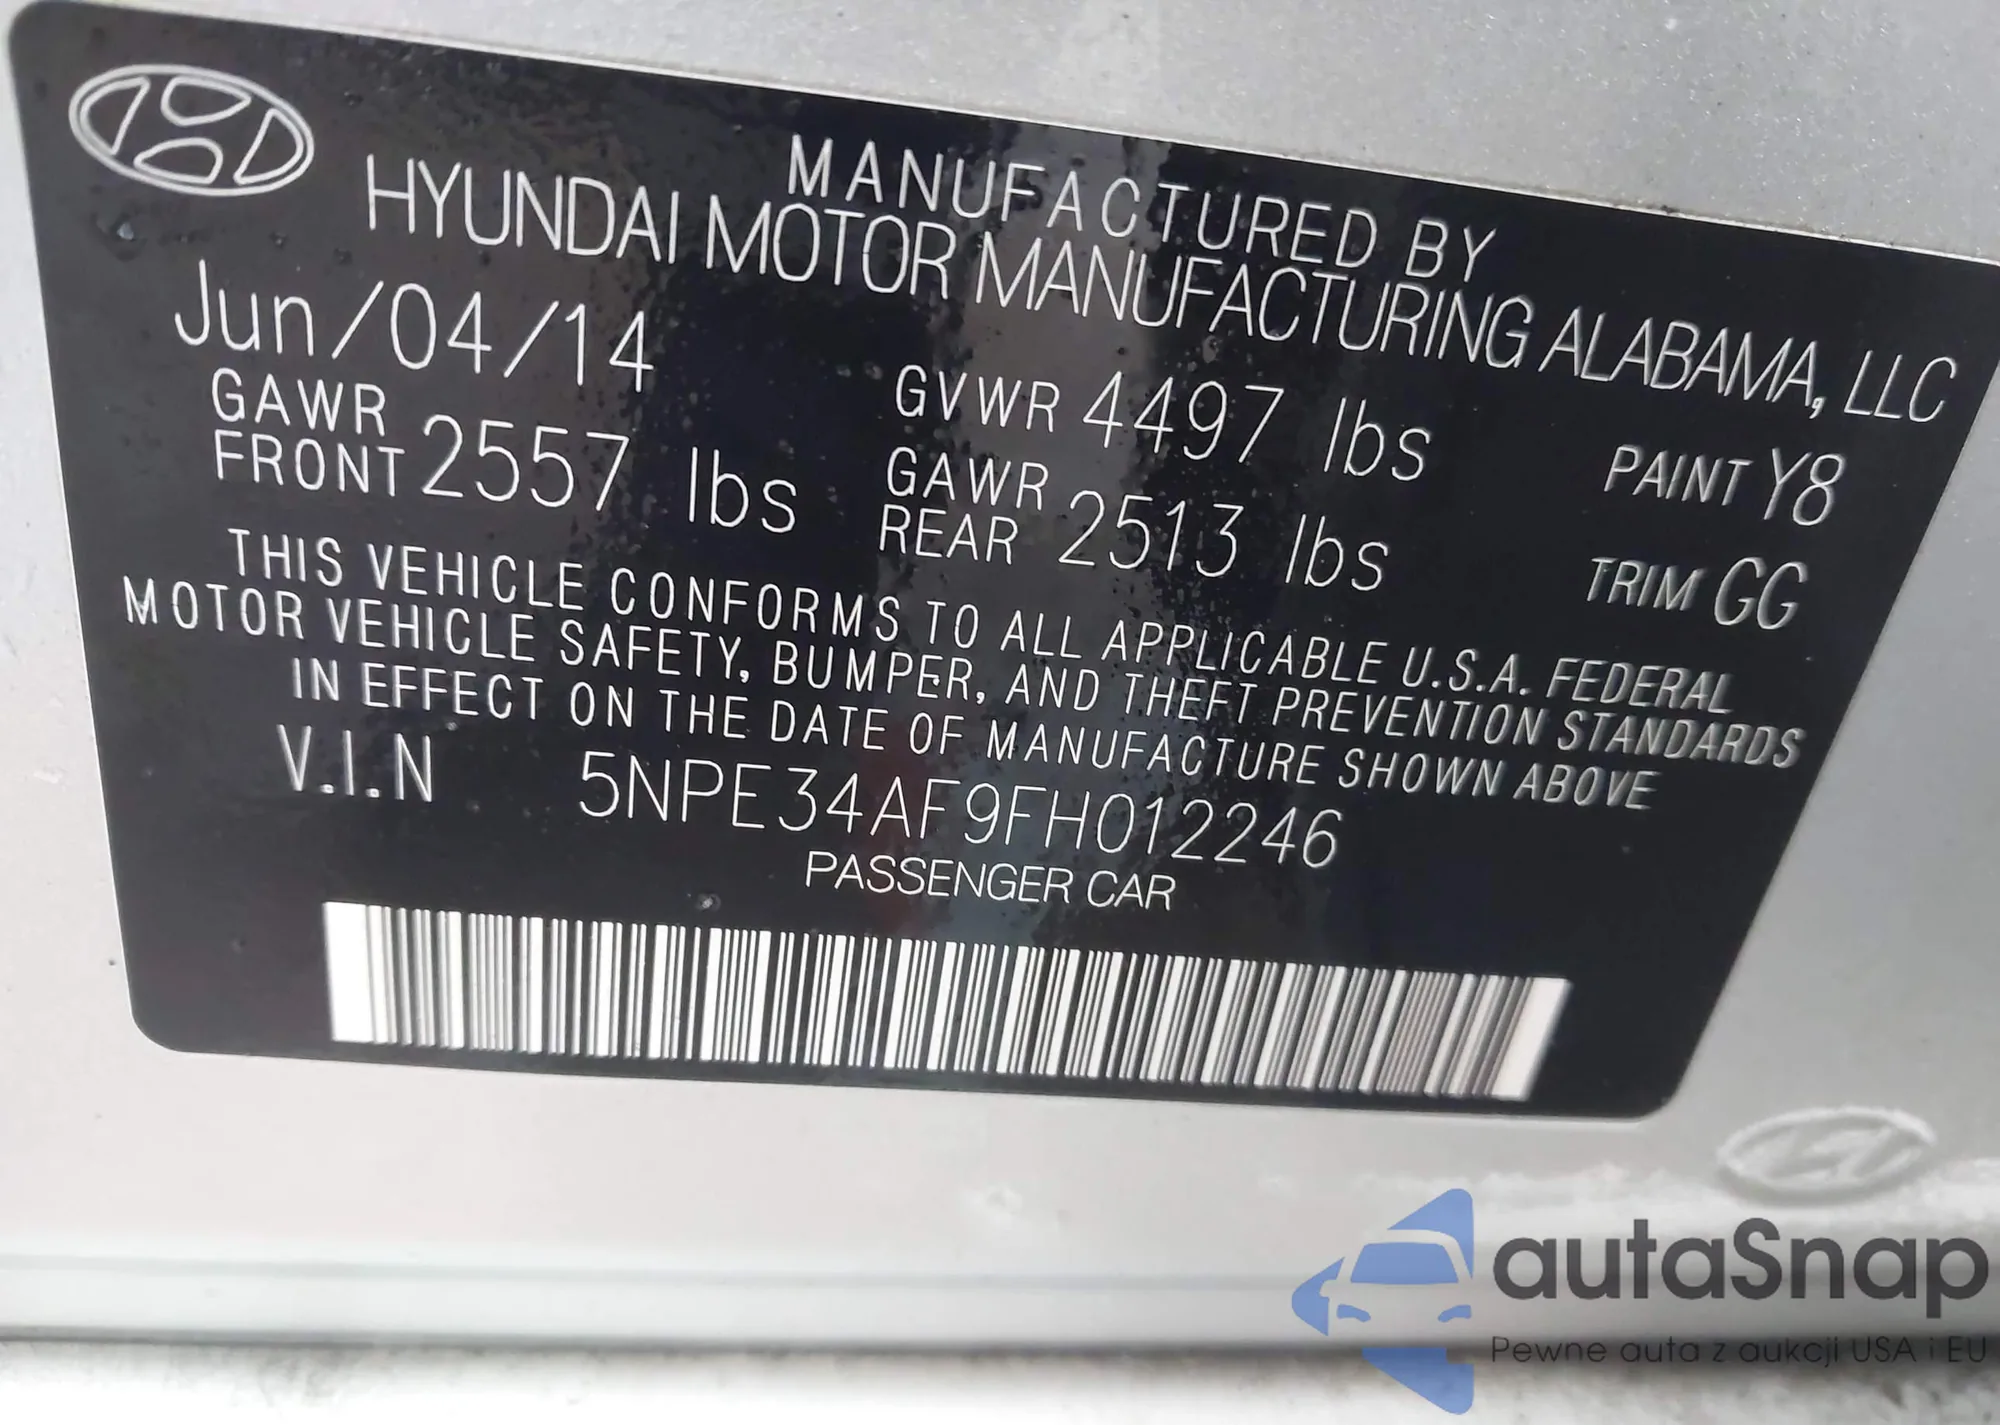 MANUFACTURED BY
HYUNDAI MOTOR MANUFACTURING ALABAMA, LLC
Jun/04/14 GVWR 4497 lbs PAINT Y8
GAWR FRONT 2557 lbs GAWR REAR 2513 lbs TRIM GG
THIS VEHICLE CONFORMS TO ALL APPLICABLE U.S.A. FEDERAL
MOTOR VEHICLE SAFETY, BUMPER, AND THEFT PREVENTION STANDARDS
IN EFFECT ON THE DATE OF MANUFACTURE SHOWN ABOVE
V.I.N 5NPE34AF9FH012246
PASSENGER CAR
autaSnap
Pewne auta z aukcji USA i EU